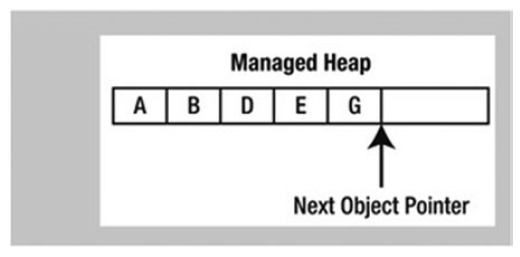 Managed Heap
A B D E G
Next Object Pointer